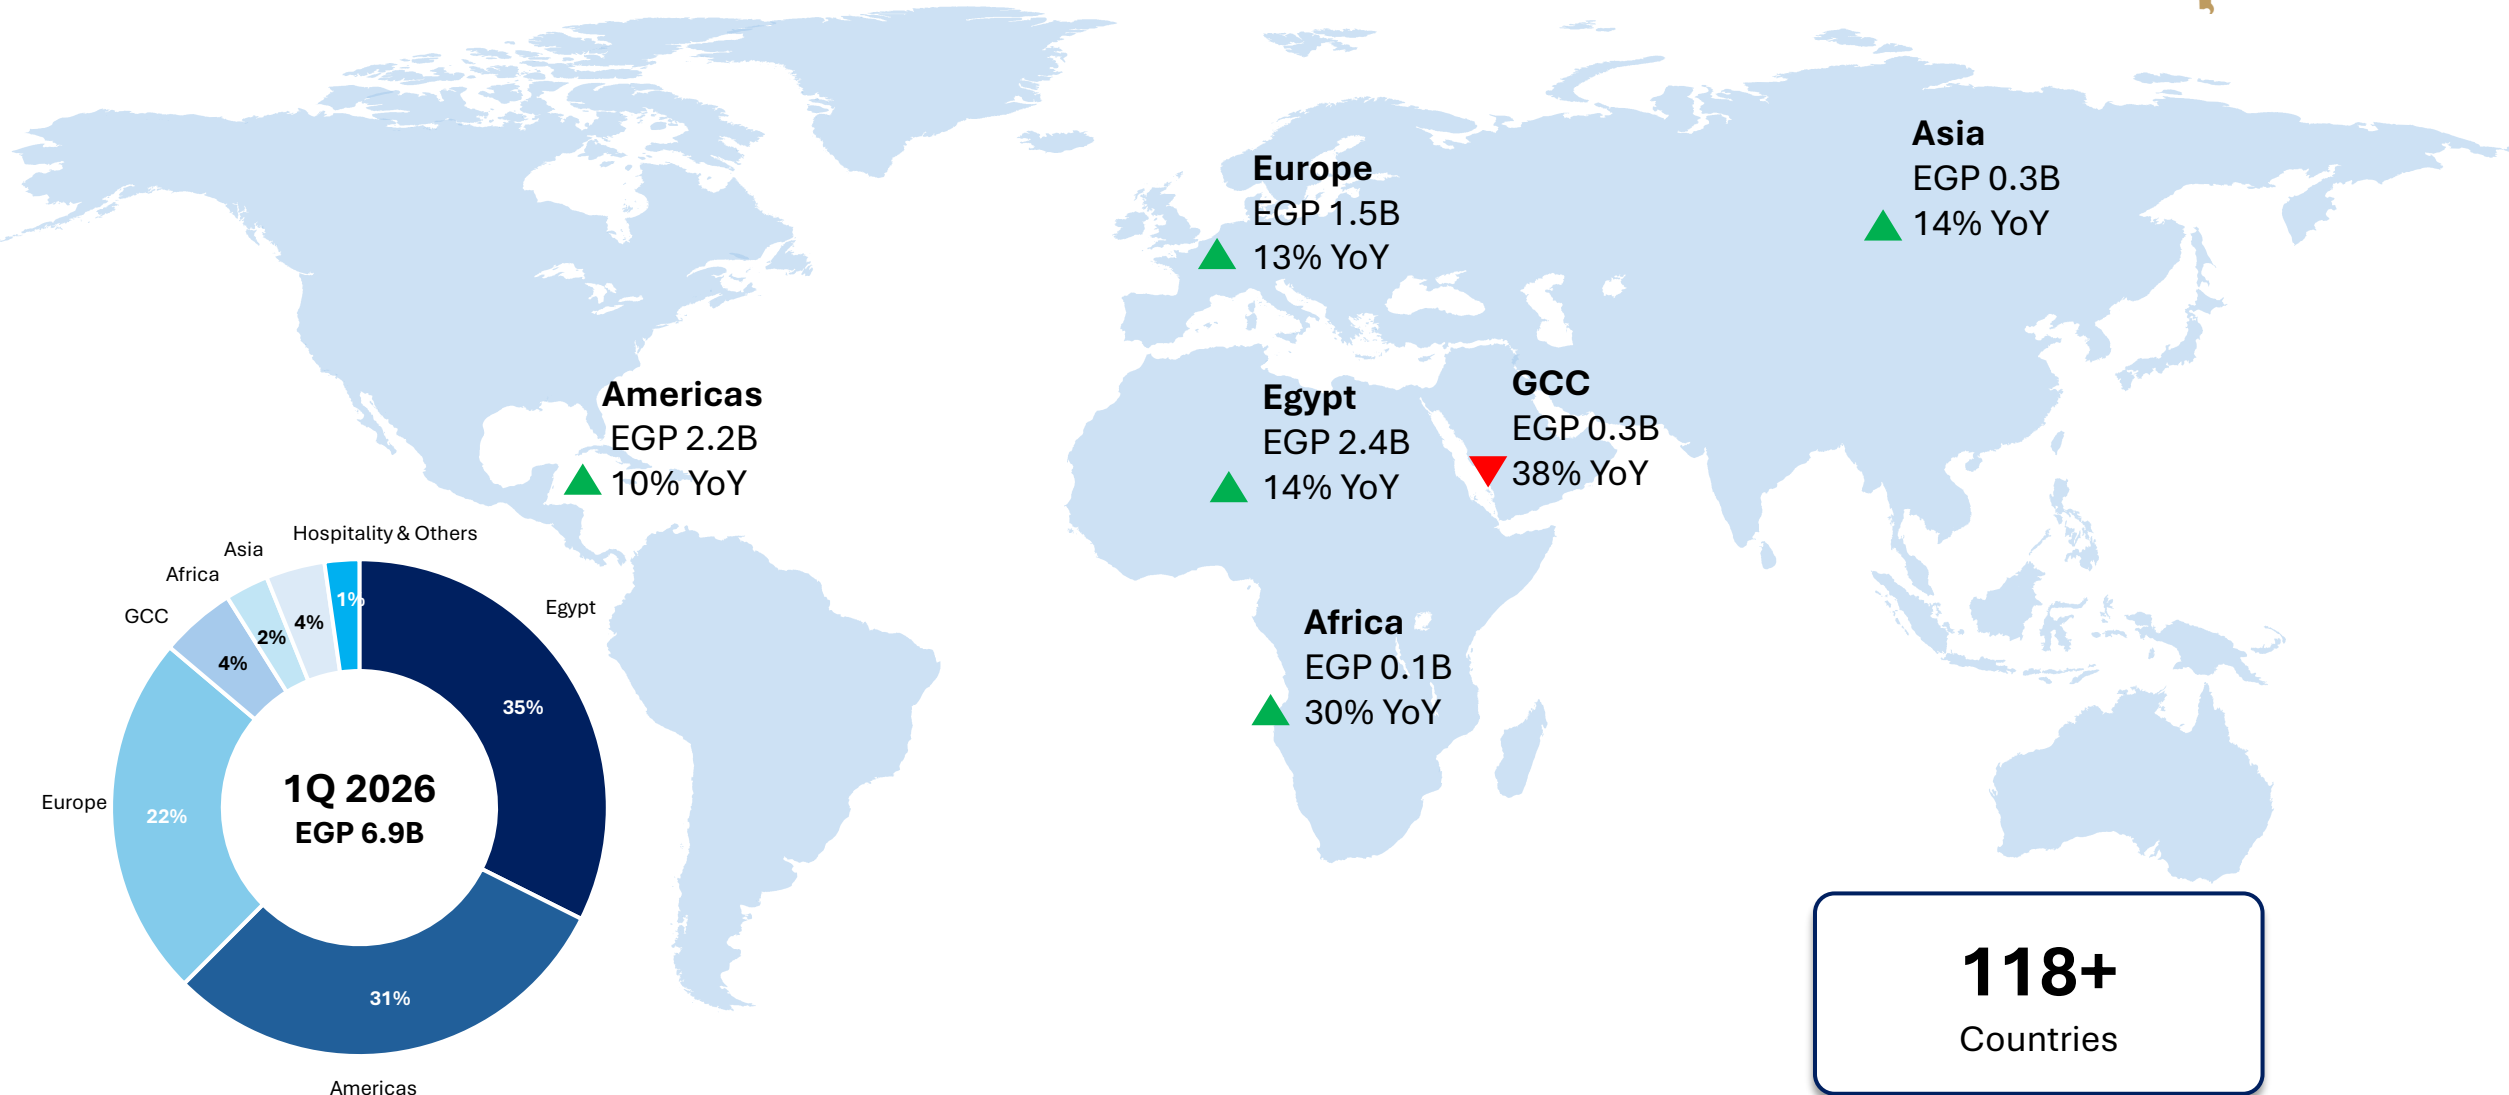 Asia
EGP 0.3B
14% YoY
Europe
EGP 1.5B
13% YoY
Americas
EGP 2.2B
10% YoY
Egypt
EGP 2.4B
14% YoY
GCC
EGP 0.3B
38% YoY
Africa
EGP 0.1B
30% YoY
Hospitality & Others
Asia
Africa
GCC
Egypt
Europe
Americas
1%
4%
2%
4%
35%
22%
31%
1Q 2026
EGP 6.9B
118+
Countries